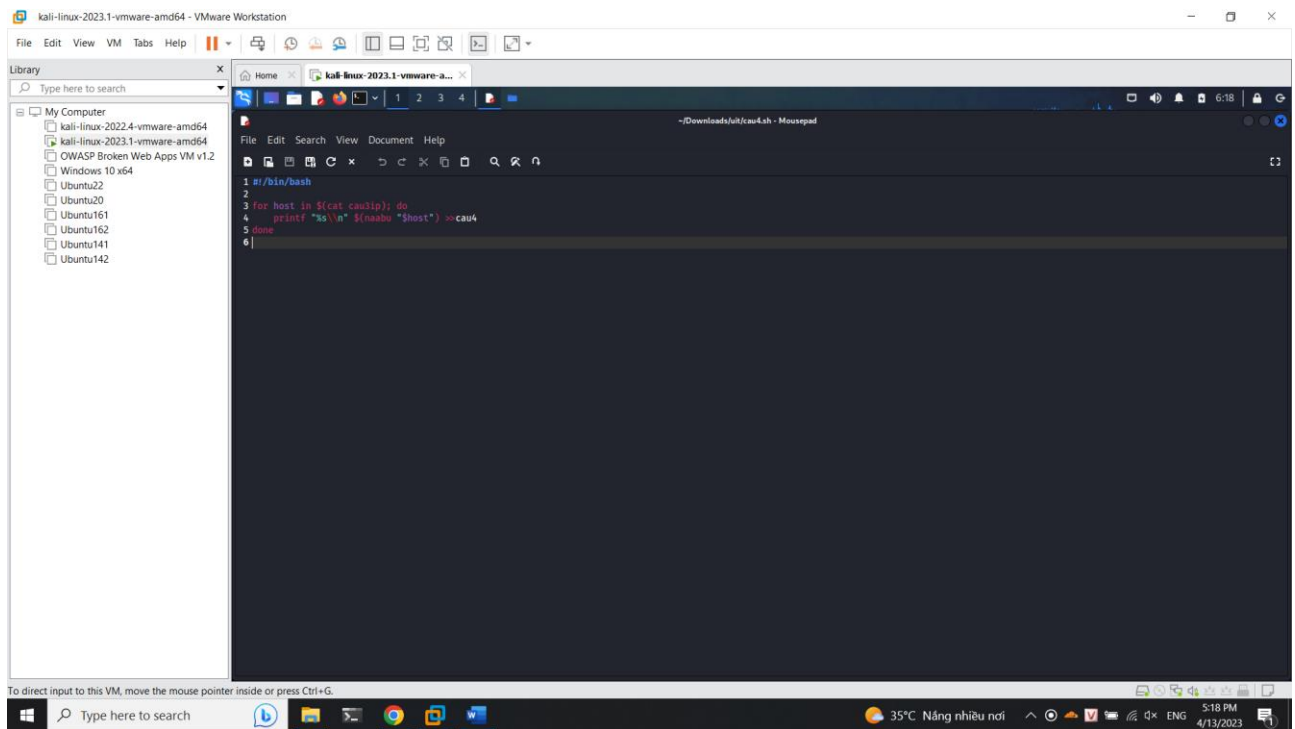 kali-linux-2023.1-vmware-amd64 - VMware Workstation
File Edit View VM Tabs Help
Library
Type here to search
My Computer
kali-linux-2022.4-vmware-amd64
kali-linux-2023.1-vmware-amd64
OWASP Broken Web Apps VM v1.2
Windows 10 x64
Ubuntu22
Ubuntu20
Ubuntu161
Ubuntu162
Ubuntu141
Ubuntu142
Home kali-linux-2023.1-vmware-a...
1 2 3 4 6:18
~/Downloads/uit/cau4.sh - Mousepad
File Edit Search View Document Help
1 #!/bin/bash
2
3 for host in $(cat cau3ip); do
4 printf "%s\\n" $(naabu "$host") >>cau4
5 done
6
To direct input to this VM, move the mouse pointer inside or press Ctrl+G.
Type here to search
35°C Nắng nhiều nơi ENG 5:18 PM
4/13/2023